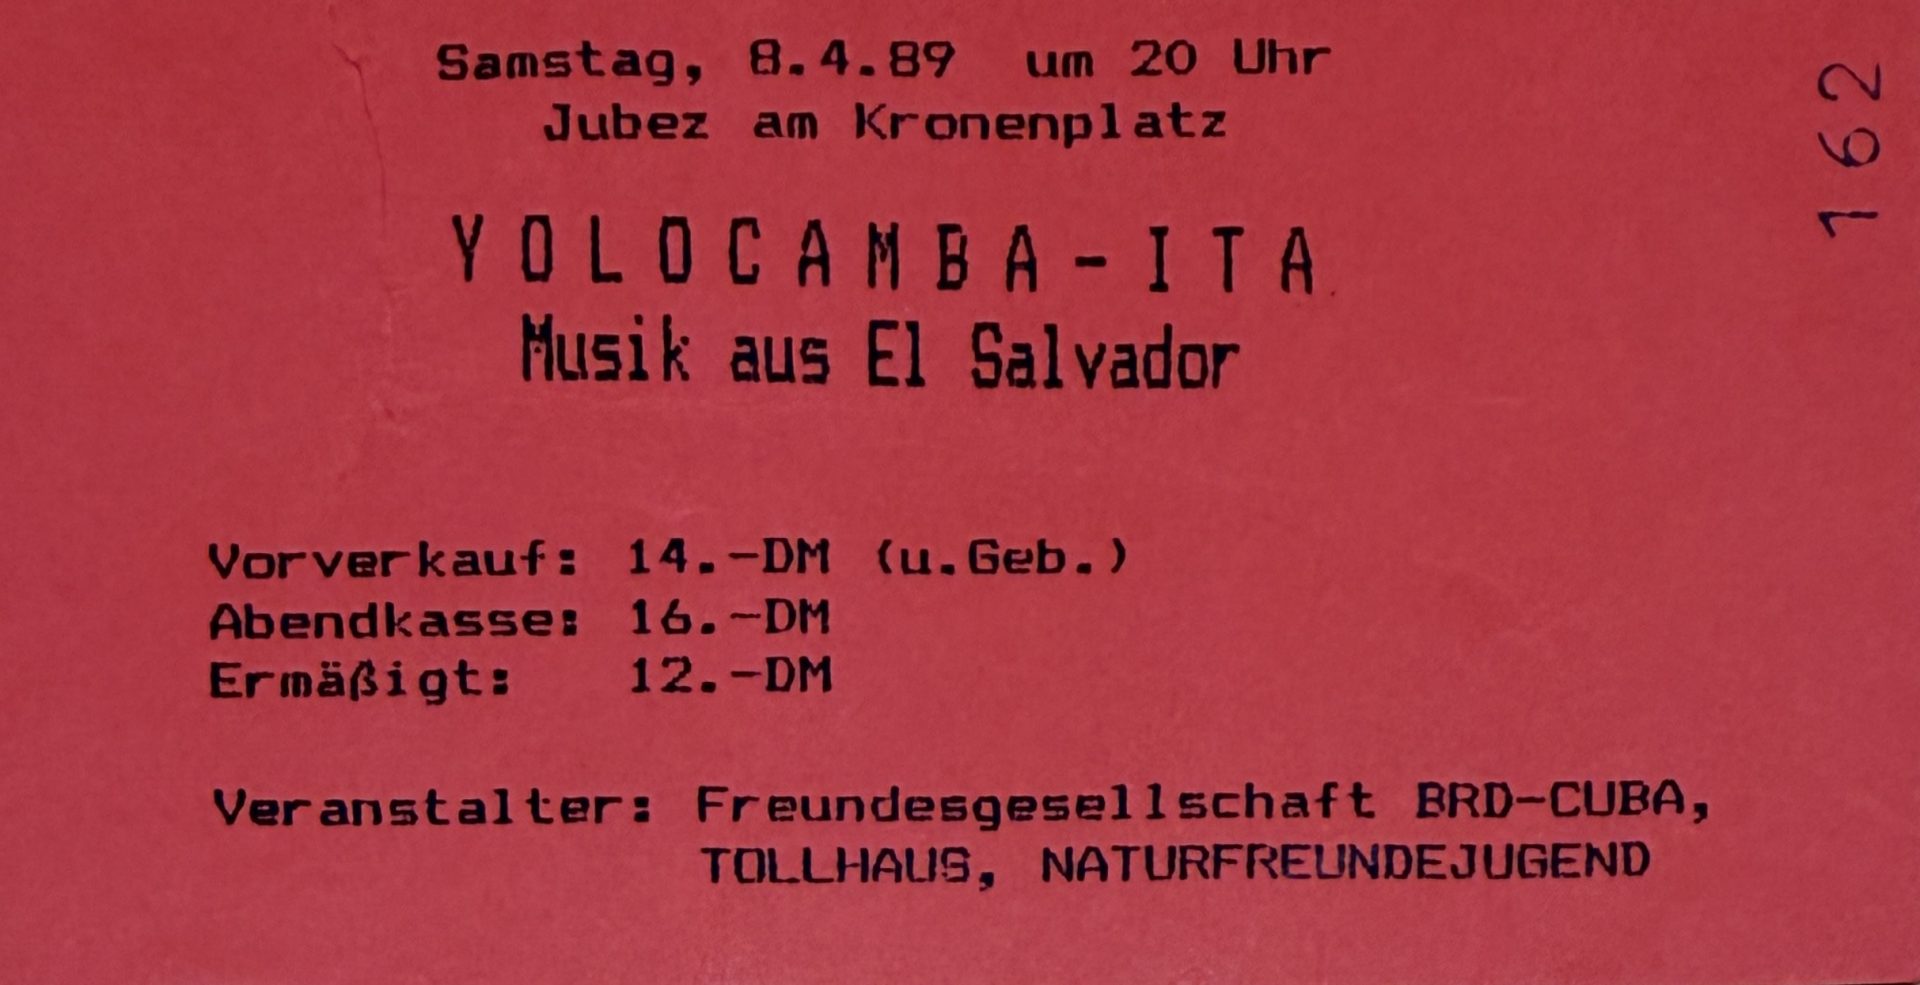 Samstag, 8.4.89 um 20 Uhr
Jubez am Kronenplatz
YOLOCAMBA-ITA
Musik aus El Salvador
Vorverkauf: 14.-DM (u.Geb.)
Abendkasse: 16.-DM
Ermäßigt: 12.-DM
Veranstalter: Freundesgesellschaft BRD-CUBA,
TOLLHAUS, NATURFREUNDEJUGEND
162